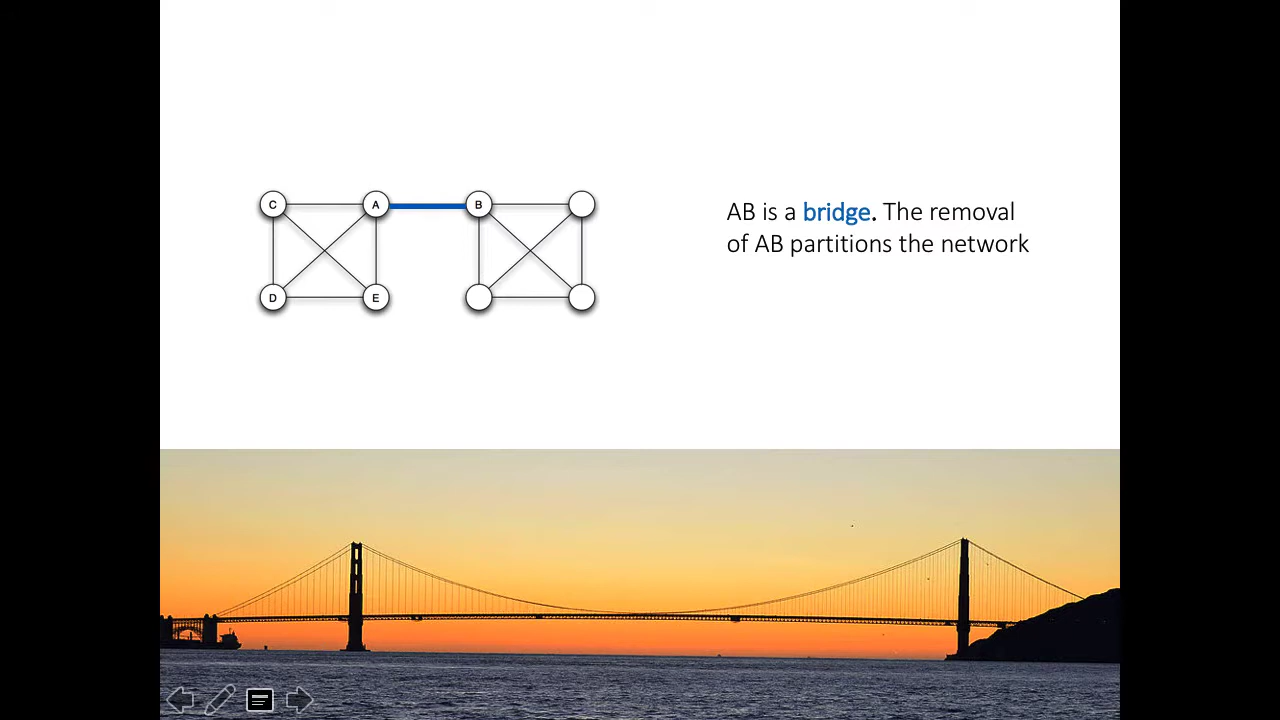 C A B
D E
AB is a bridge. The removal
of AB partitions the network